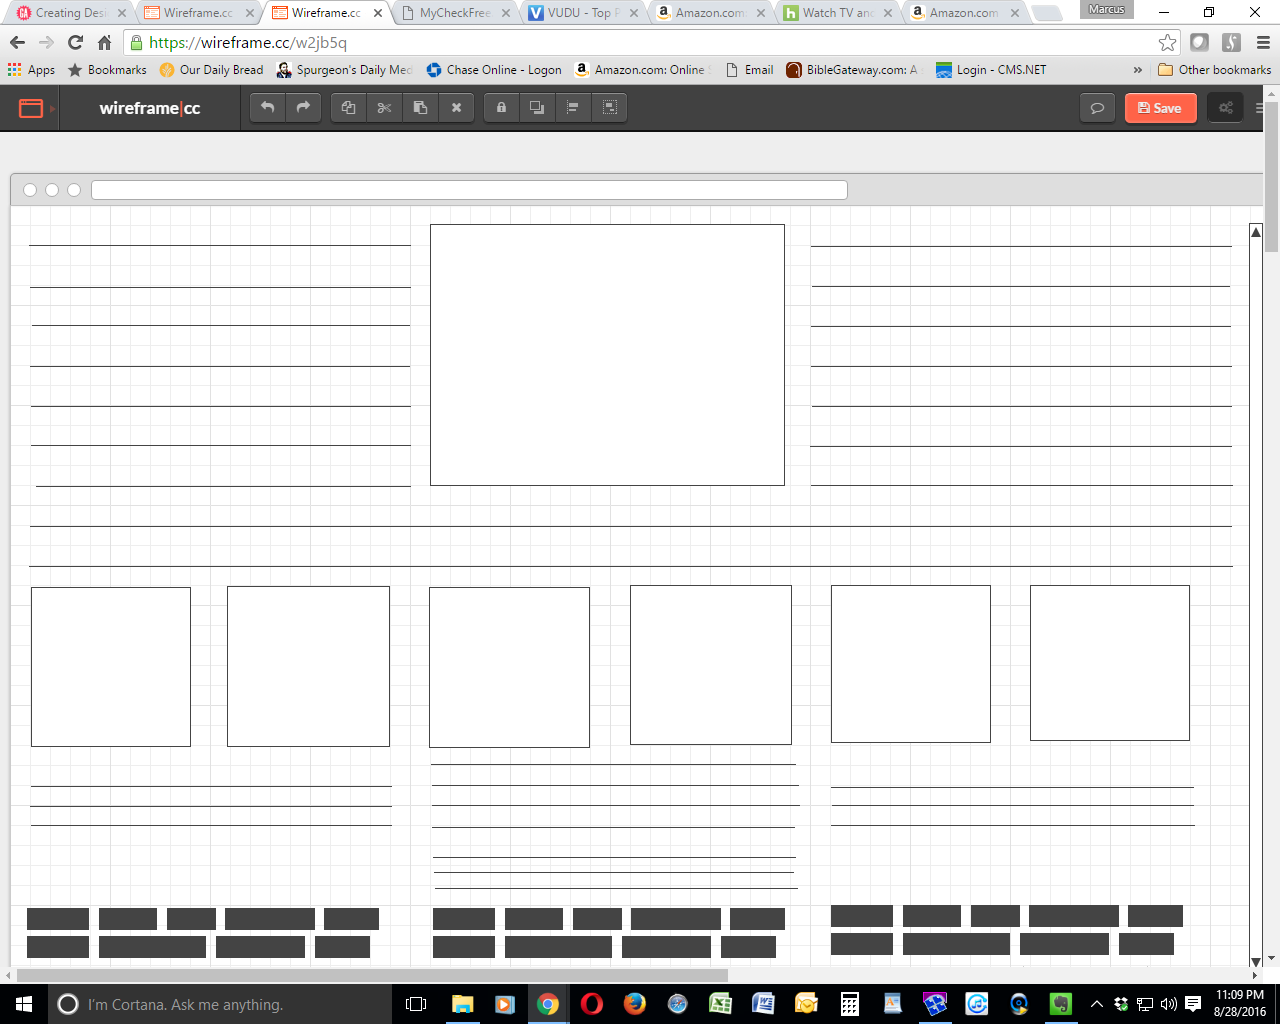 Creating Desi
Wireframe.cc
Wireframe.cc
MyCheckFree
VUDU - Top P
Amazon.com
Watch TV and
Amazon.com
Marcus
https://wireframe.cc/w2jb5q
Apps
Bookmarks
Our Daily Bread
Spurgeon's Daily Med
Chase Online - Logon
Amazon.com: Online S
Email
BibleGateway.com: A
Login - CMS.NET
»
Other bookmarks
wireframe|cc
Save
I'm Cortana. Ask me anything.
11:09 PM
8/28/2016